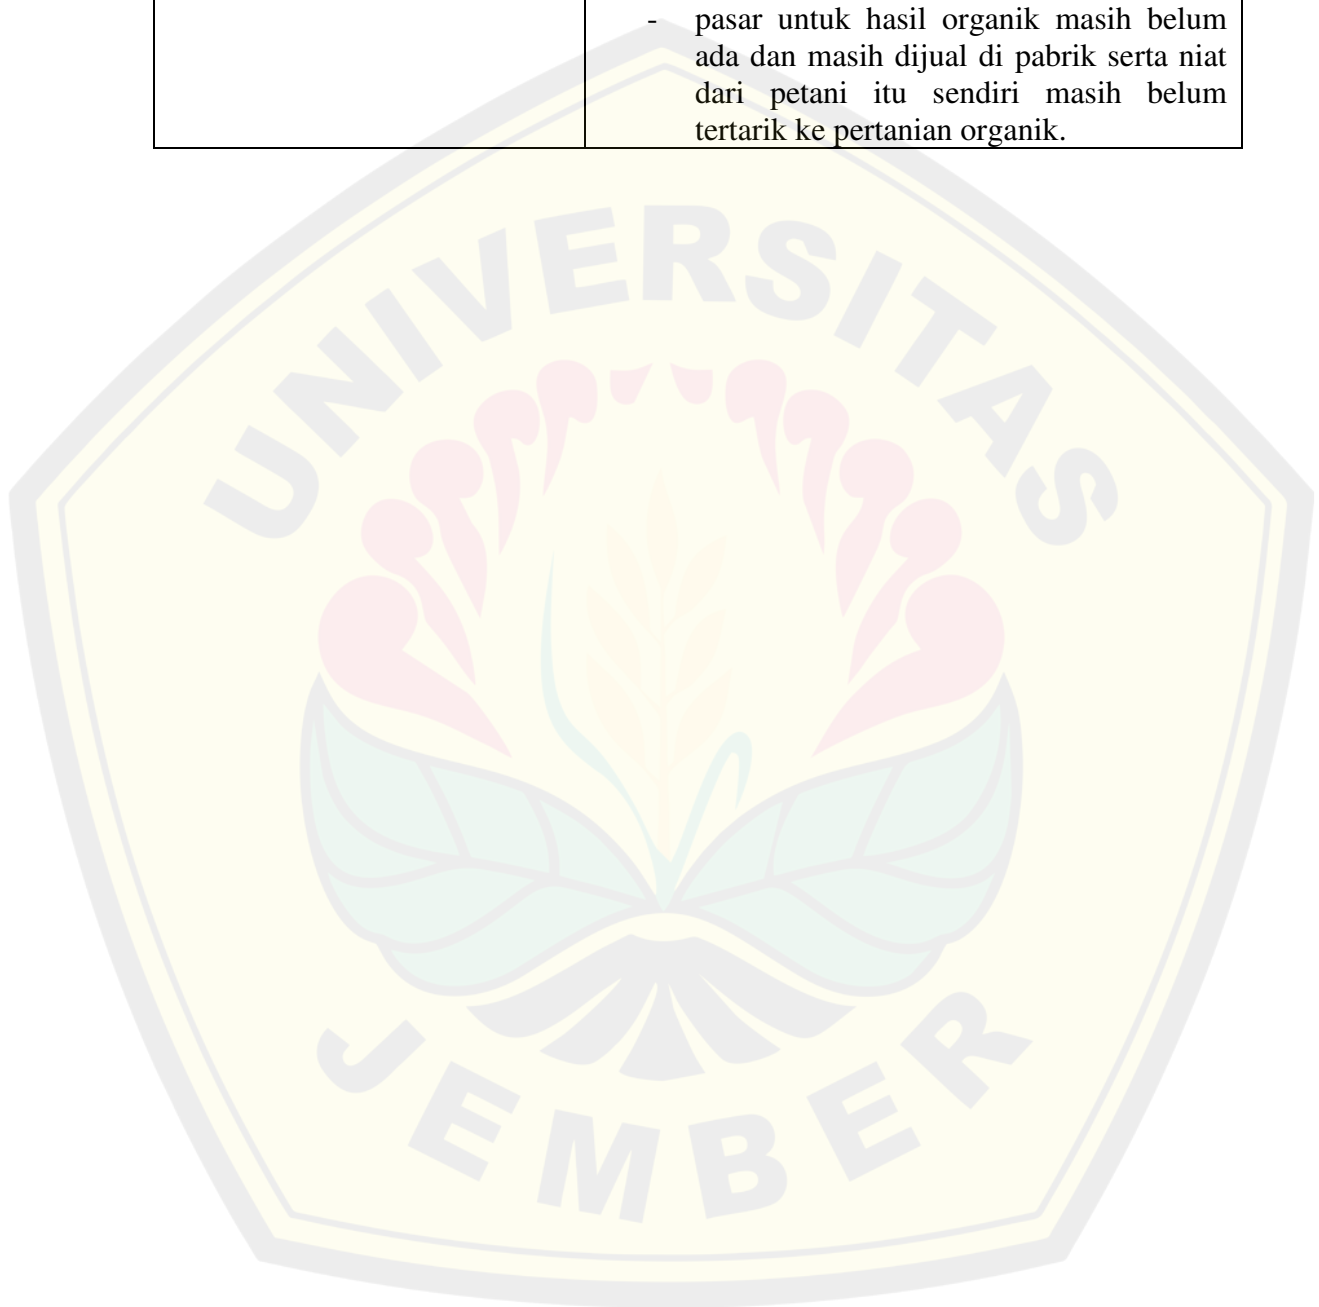 - pasar untuk hasil organik masih belum
ada dan masih dijual di pabrik serta niat
dari petani itu sendiri masih belum
tertarik ke pertanian organik.
UNIVERSITAS
JEMBER